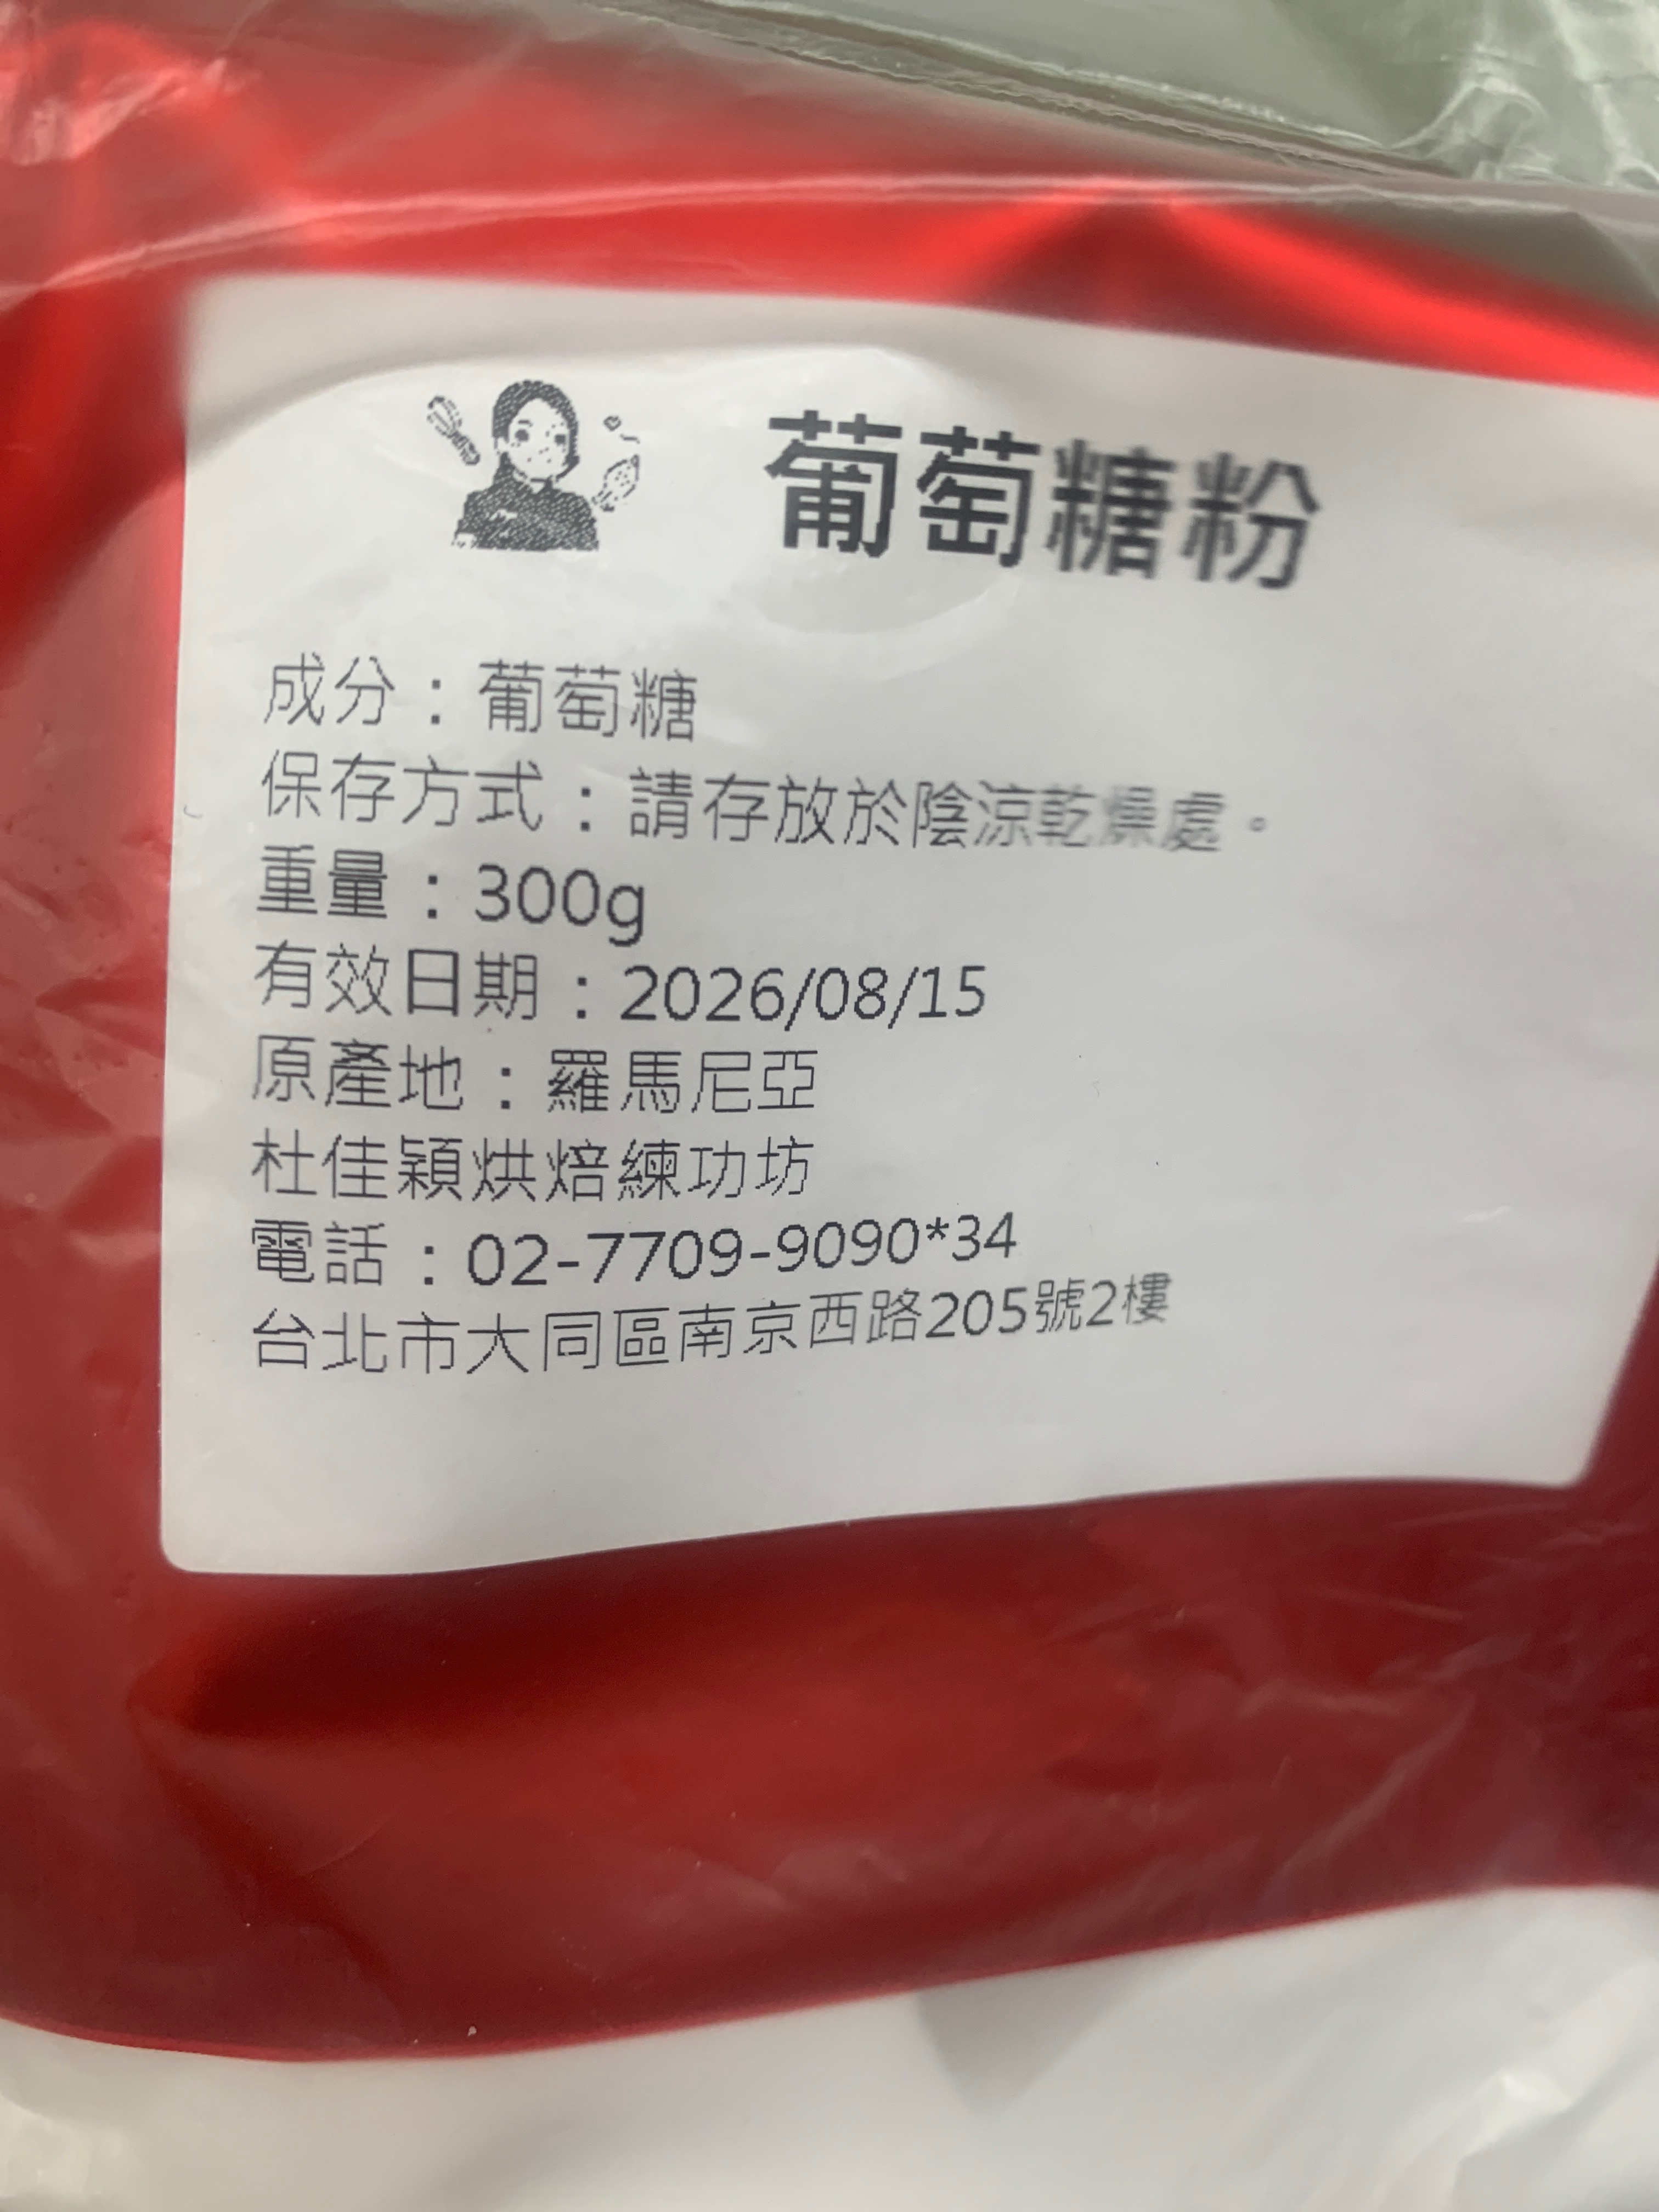 葡萄糖粉
成分：葡萄糖
保存方式：請存放於陰涼乾燥處。
重量：300g
有效日期：2026/08/15
原產地：羅馬尼亞
杜佳穎烘焙練功坊
電話：02-7709-9090*34
台北市大同區南京西路205號2樓